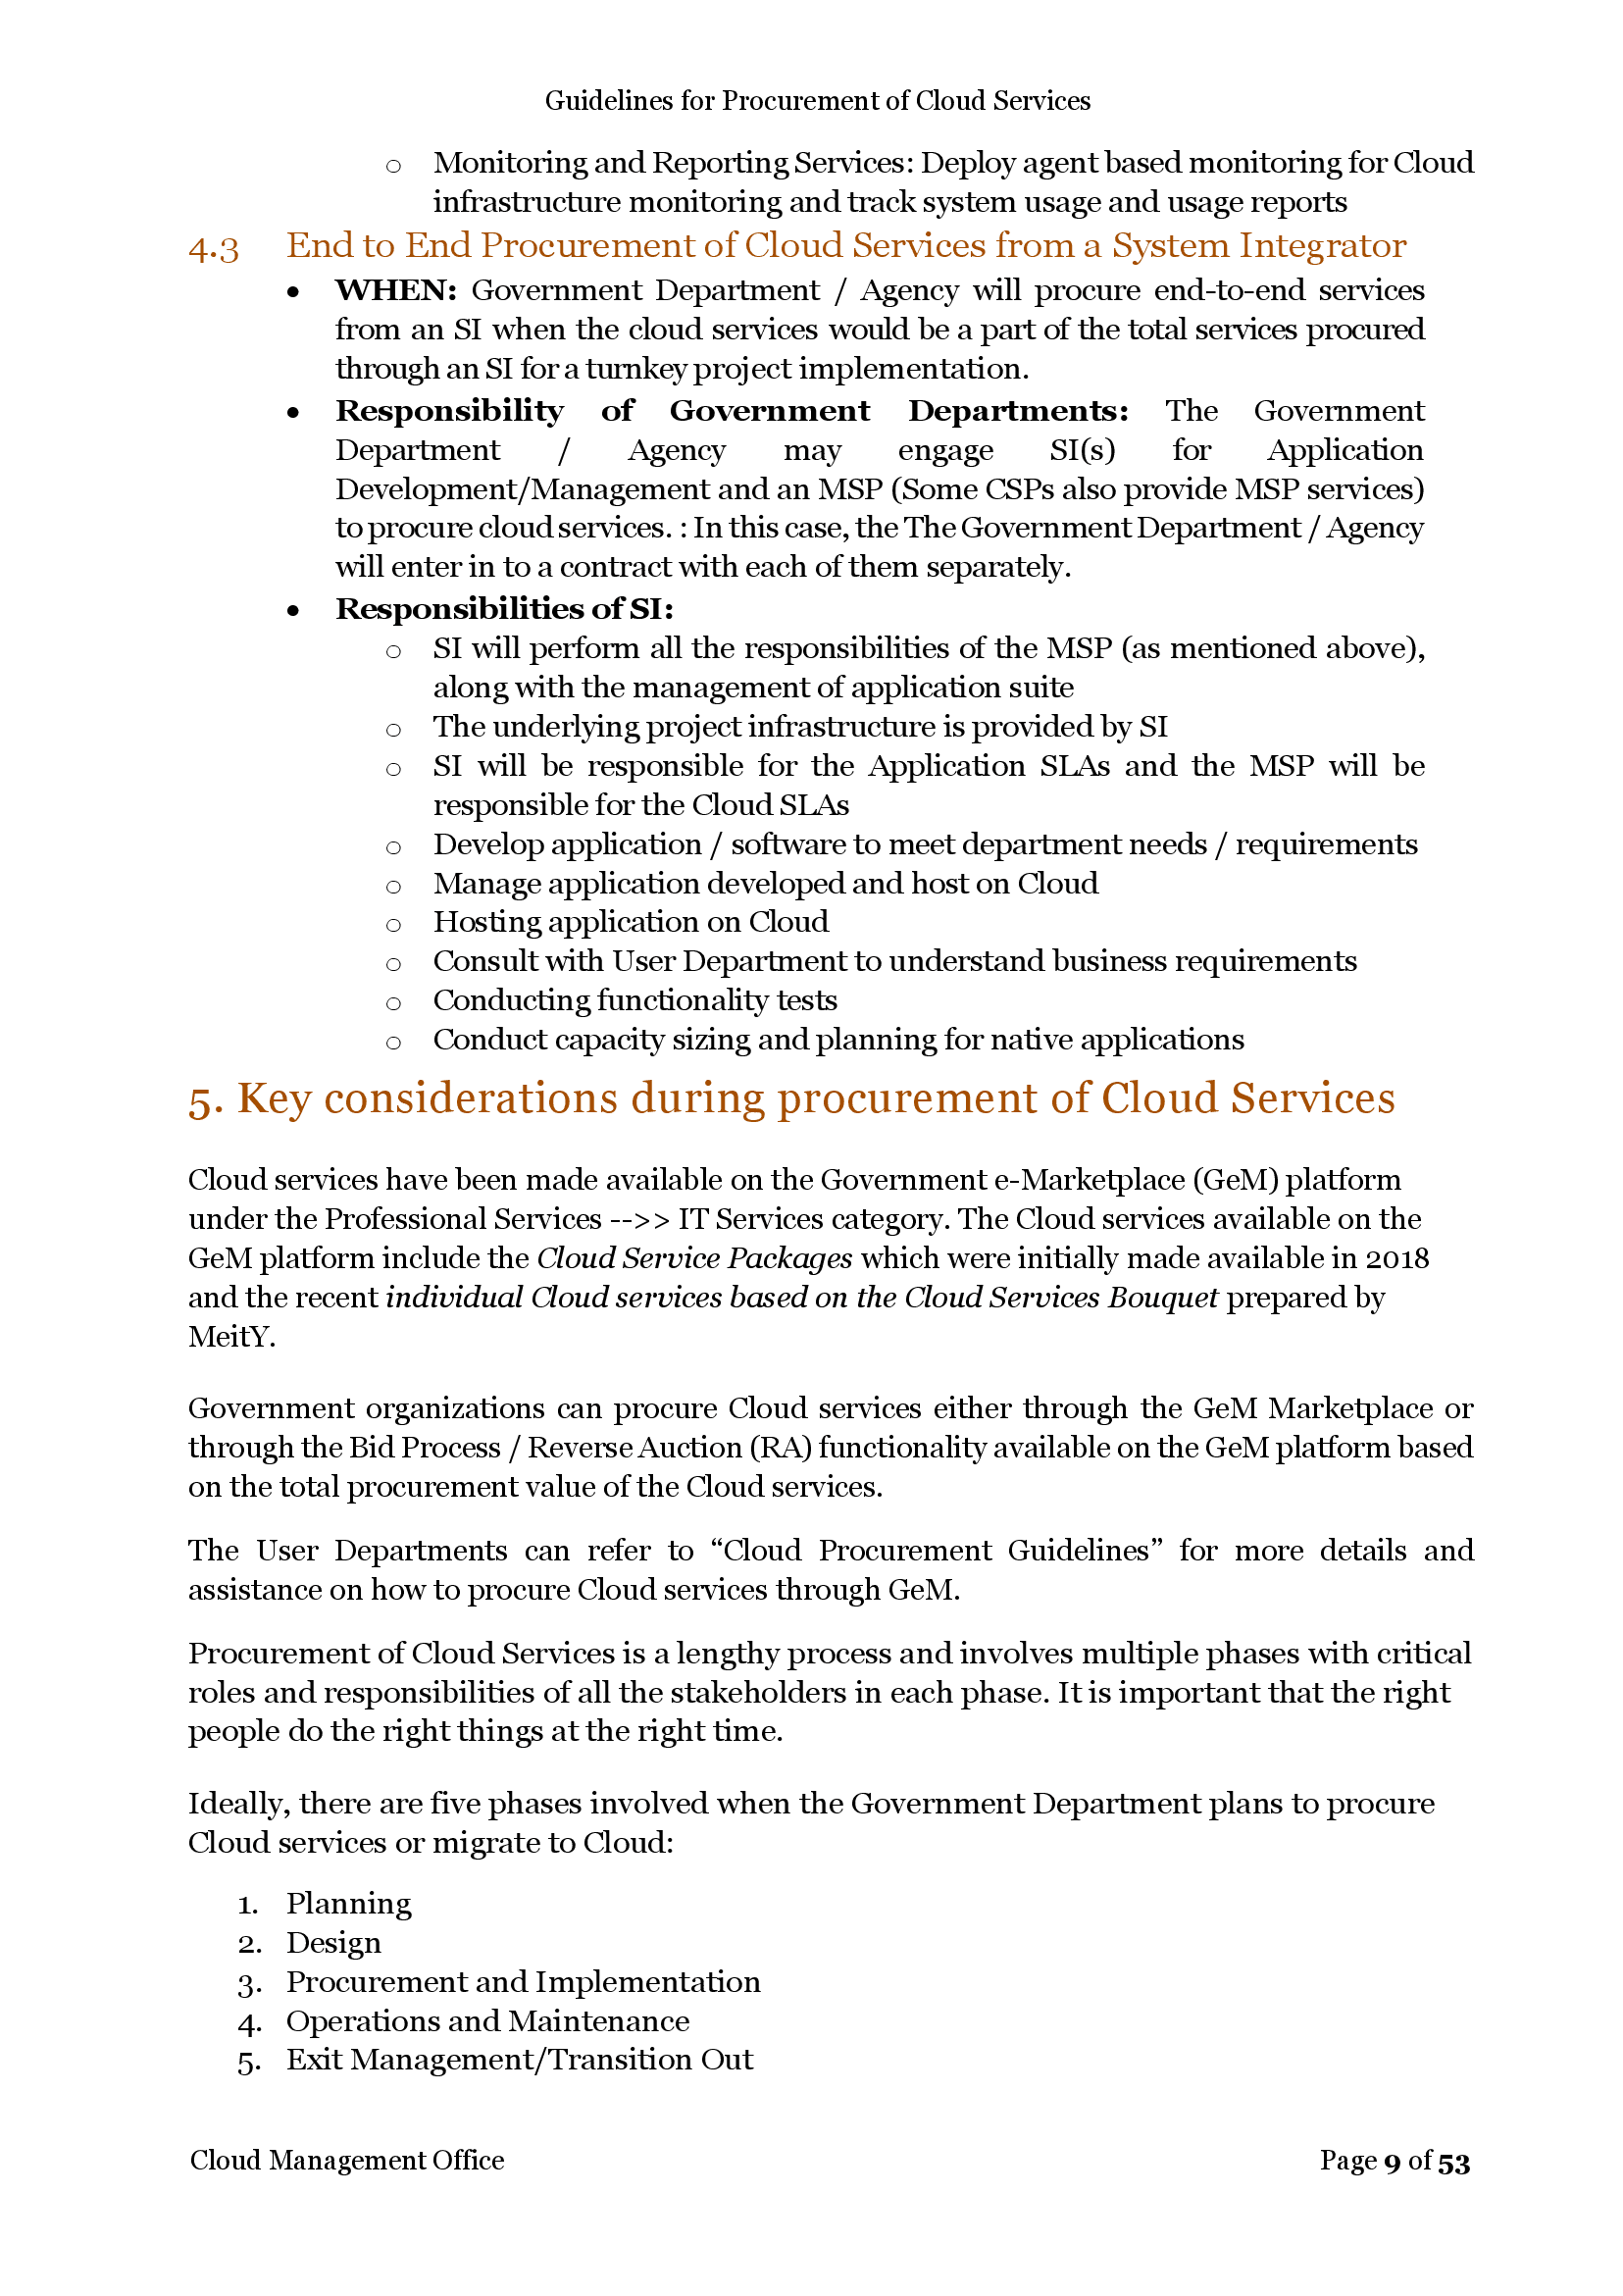 Guidelines for Procurement of Cloud Services
o Monitoring and Reporting Services: Deploy agent based monitoring for Cloud
infrastructure monitoring and track system usage and usage reports
4.3 End to End Procurement of Cloud Services from a System Integrator
• WHEN: Government Department / Agency will procure end-to-end services
from an SI when the cloud services would be a part of the total services procured
through an SI for a turnkey project implementation.
• Responsibility of Government Departments: The Government
Department / Agency may engage SI(s) for Application
Development/Management and an MSP (Some CSPs also provide MSP services)
to procure cloud services. : In this case, the The Government Department / Agency
will enter in to a contract with each of them separately.
• Responsibilities of SI:
o SI will perform all the responsibilities of the MSP (as mentioned above),
along with the management of application suite
o The underlying project infrastructure is provided by SI
o SI will be responsible for the Application SLAs and the MSP will be
responsible for the Cloud SLAs
o Develop application / software to meet department needs / requirements
o Manage application developed and host on Cloud
o Hosting application on Cloud
o Consult with User Department to understand business requirements
o Conducting functionality tests
o Conduct capacity sizing and planning for native applications
5. Key considerations during procurement of Cloud Services
Cloud services have been made available on the Government e-Marketplace (GeM) platform
under the Professional Services -->> IT Services category. The Cloud services available on the
GeM platform include the Cloud Service Packages which were initially made available in 2018
and the recent individual Cloud services based on the Cloud Services Bouquet prepared by
MeitY.
Government organizations can procure Cloud services either through the GeM Marketplace or
through the Bid Process / Reverse Auction (RA) functionality available on the GeM platform based
on the total procurement value of the Cloud services.
The User Departments can refer to “Cloud Procurement Guidelines” for more details and
assistance on how to procure Cloud services through GeM.
Procurement of Cloud Services is a lengthy process and involves multiple phases with critical
roles and responsibilities of all the stakeholders in each phase. It is important that the right
people do the right things at the right time.
Ideally, there are five phases involved when the Government Department plans to procure
Cloud services or migrate to Cloud:
1. Planning
2. Design
3. Procurement and Implementation
4. Operations and Maintenance
5. Exit Management/Transition Out
Cloud Management Office Page 9 of 53